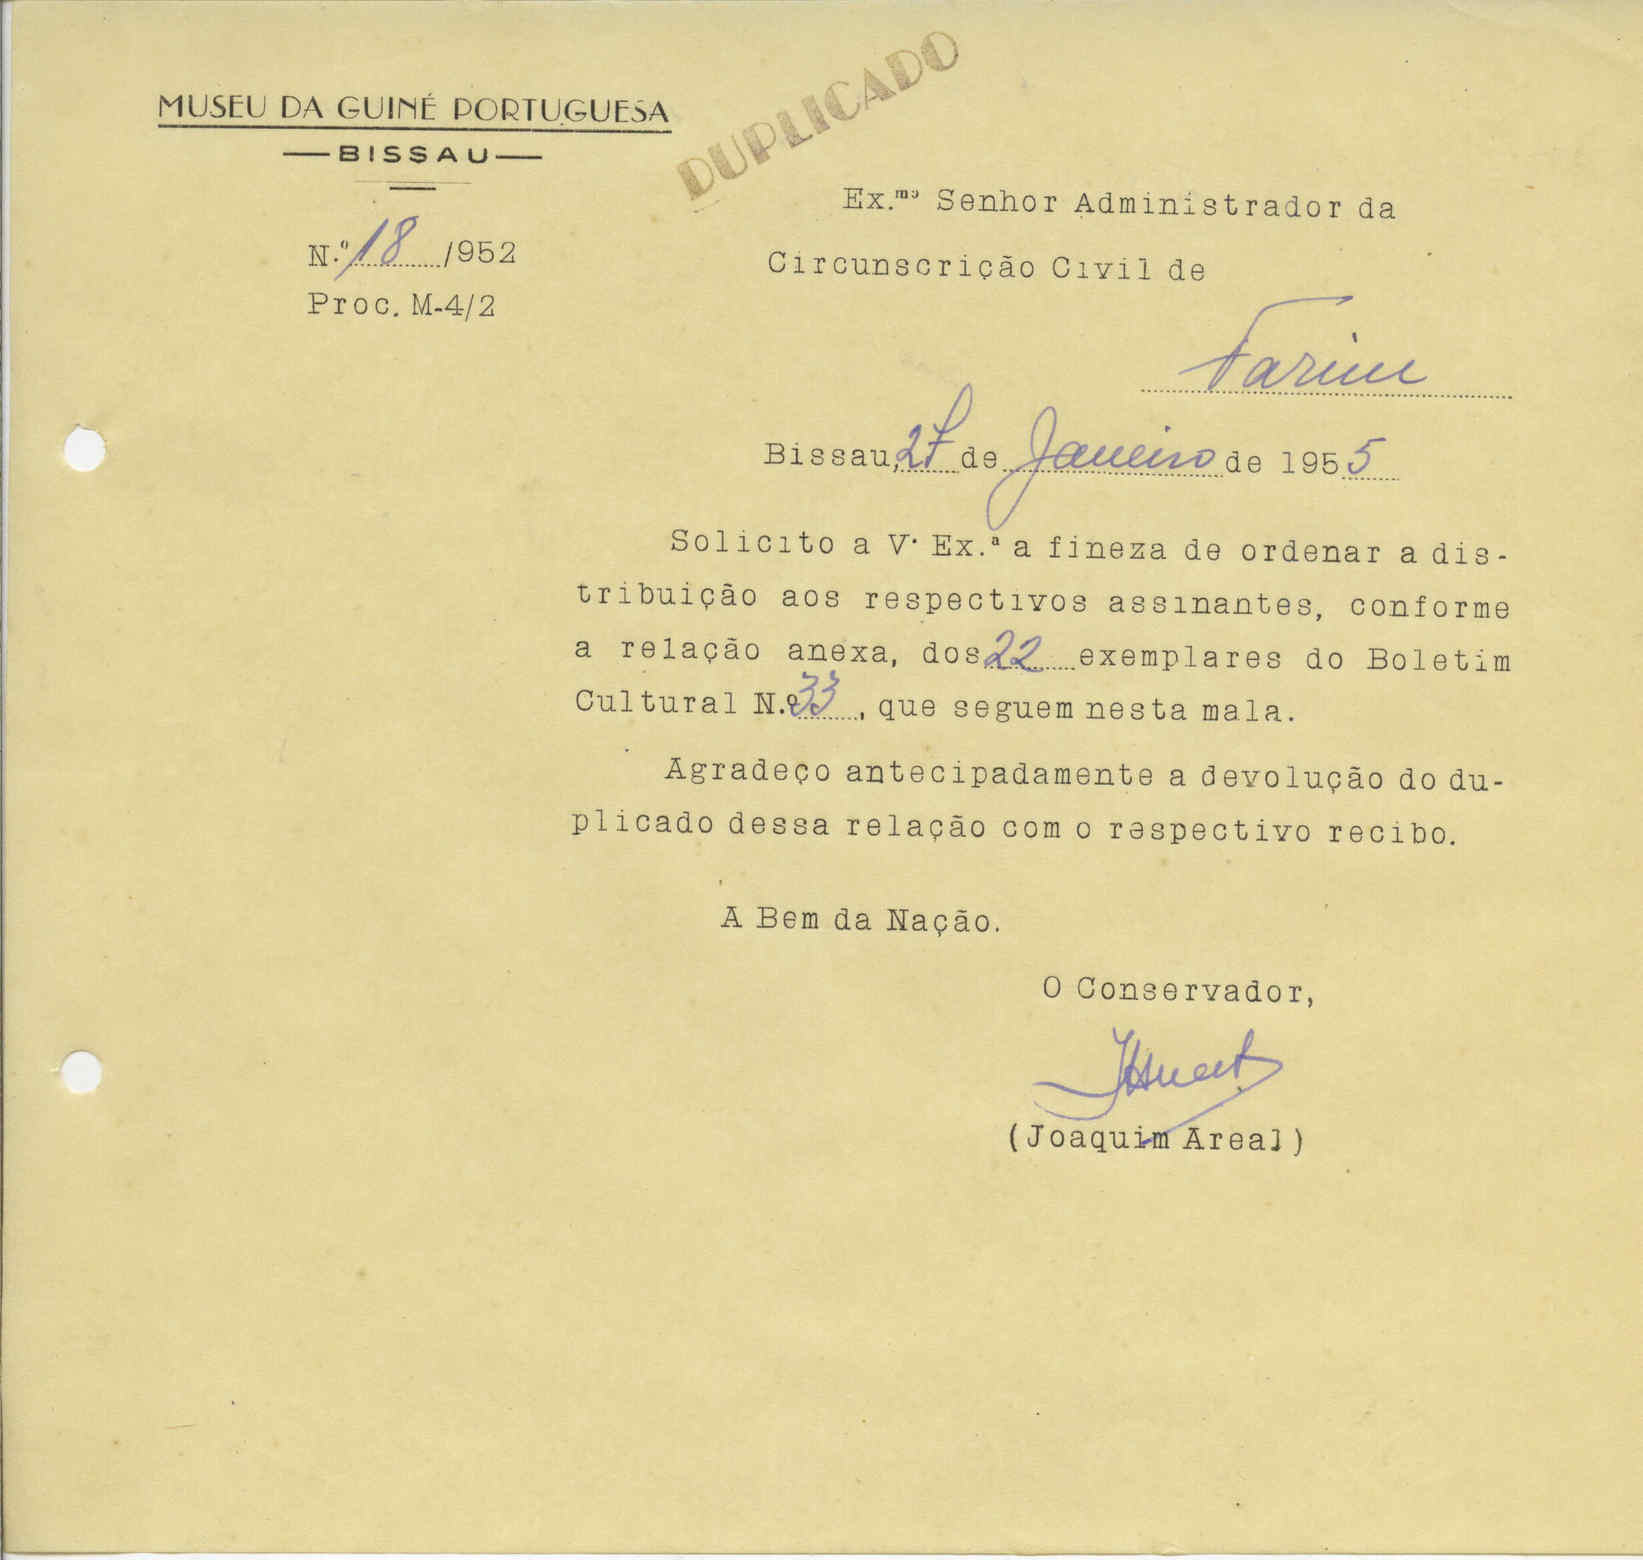 MUSEU DA GUINÉ PORTUGUESA
BISSAU
DUPLICADO
N.º 18 /952
Proc. M-4/2
Ex.mo Senhor Administrador da
Circunscrição Civil de
Farim
Bissau, 27 de Janeiro de 1955
Solicito a V. Ex.ª a fineza de ordenar a dis-
tribuição aos respectivos assinantes, conforme
a relação anexa, dos 22 exemplares do Boletim
Cultural N.º 33, que seguem nesta mala.
Agradeço antecipadamente a devolução do du-
plicado dessa relação com o respectivo recibo.
A Bem da Nação.
O Conservador,
(Joaquim Areal)